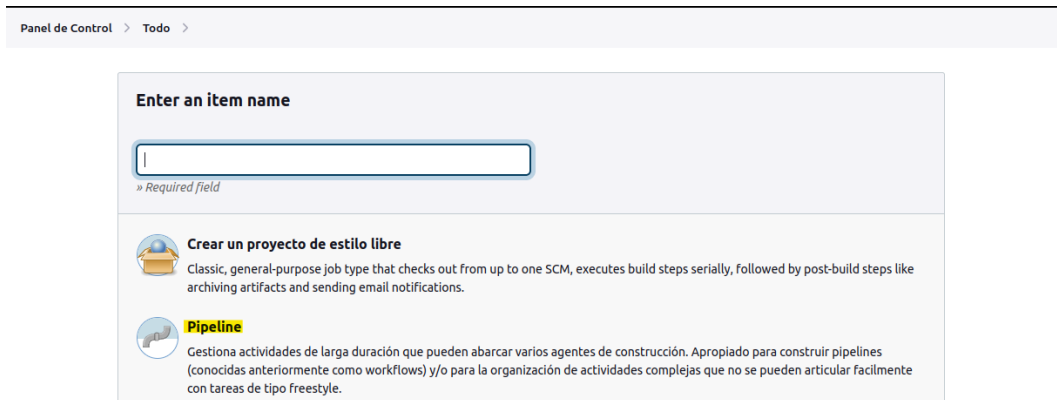 Panel de Control > Todo >
Enter an item name
» Required field
Crear un proyecto de estilo libre
Classic, general-purpose job type that checks out from up to one SCM, executes build steps serially, followed by post-build steps like
archiving artifacts and sending email notifications.
Pipeline
Gestiona actividades de larga duración que pueden abarcar varios agentes de construcción. Apropiado para construir pipelines
(conocidas anteriormente como workflows) y/o para la organización de actividades complejas que no se pueden articular facilmente
con tareas de tipo freestyle.